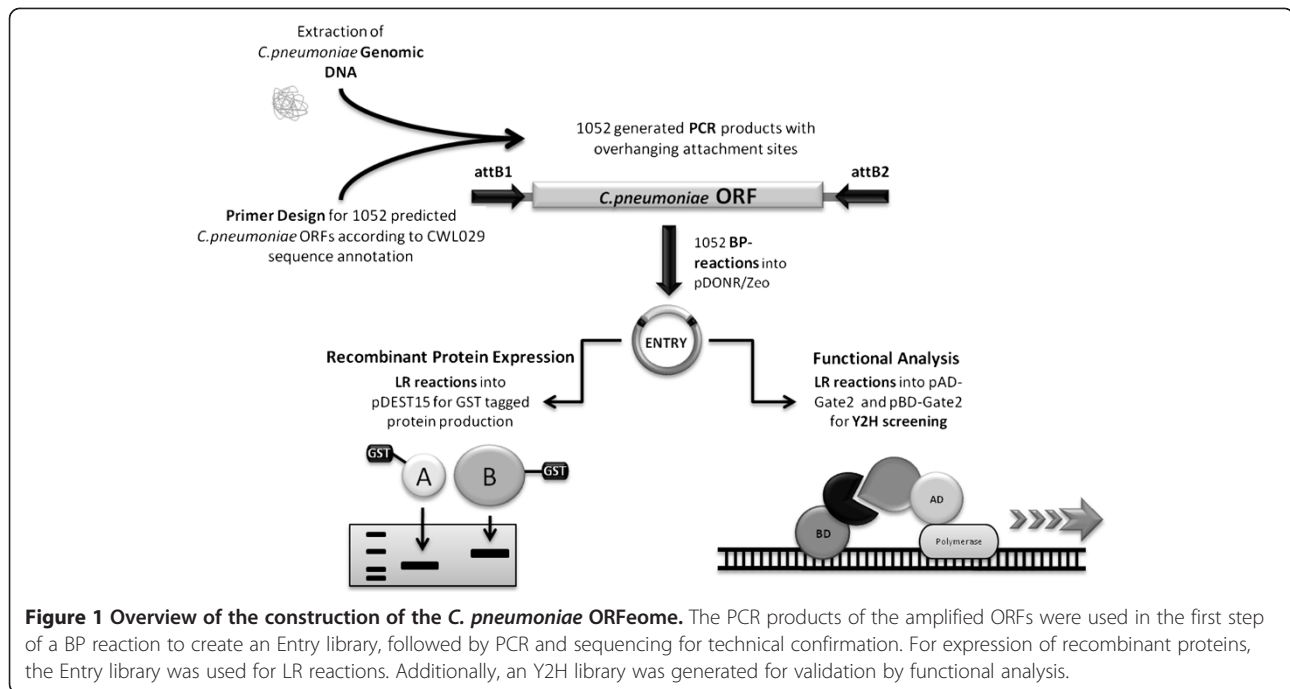 Extraction of
C.pneumoniae Genomic
DNA
1052 generated PCR products with
overhanging attachment sites
attB1
attB2
C.pneumoniae ORF
Primer Design for 1052 predicted
C.pneumoniae ORFs according to CWL029
sequence annotation
1052 BP-
reactions into
pDONR/Zeo
ENTRY
Recombinant Protein Expression
LR reactions into
pDEST15 for GST tagged
protein production
Functional Analysis
LR reactions into pAD-
Gate2 and pBD-Gate2
for Y2H screening
GST
A
B
GST
BD
AD
Polymerase
Figure 1 Overview of the construction of the C. pneumoniae ORFeome. The PCR products of the amplified ORFs were used in the first step
of a BP reaction to create an Entry library, followed by PCR and sequencing for technical confirmation. For expression of recombinant proteins,
the Entry library was used for LR reactions. Additionally, an Y2H library was generated for validation by functional analysis.